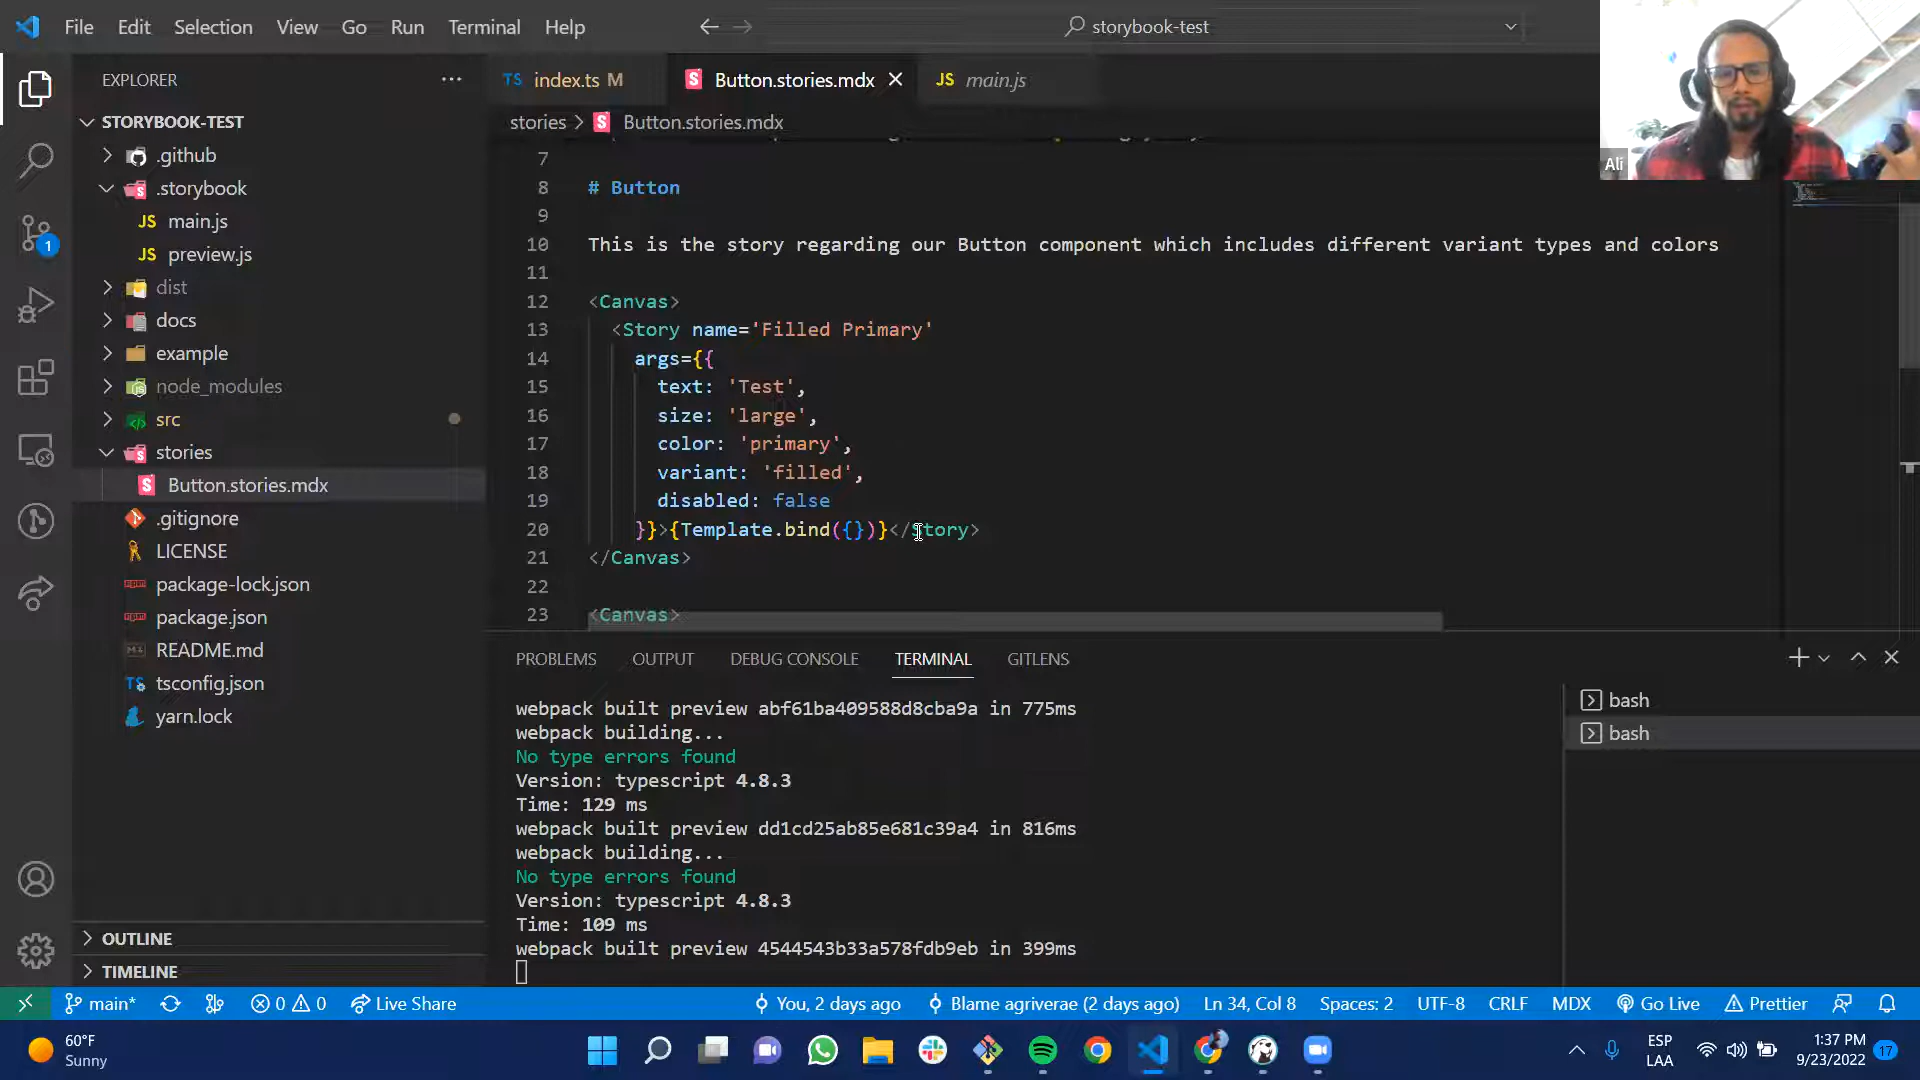 File Edit Selection View Go Run Terminal Help
storybook-test
EXPLORER
TS index.ts M
Button.stories.mdx
JS main.js
stories > Button.stories.mdx
STORYBOOK-TEST
.github
.storybook
JS main.js
JS preview.js
dist
docs
example
node_modules
src
stories
Button.stories.mdx
.gitignore
LICENSE
package-lock.json
package.json
README.md
TS tsconfig.json
yarn.lock
OUTLINE
TIMELINE
1
Ali
7
8 # Button
9
10 This is the story regarding our Button component which includes different variant types and colors
11
12 <Canvas>
13 <Story name='Filled Primary'
14 args={{
15 text: 'Test',
16 size: 'large',
17 color: 'primary',
18 variant: 'filled',
19 disabled: false
20 }}>{Template.bind({})}</Story>
21 </Canvas>
22
23 <Canvas>
PROBLEMS OUTPUT DEBUG CONSOLE TERMINAL GITLENS
webpack built preview abf61ba409588d8cba9a in 775ms
webpack building...
No type errors found
Version: typescript 4.8.3
Time: 129 ms
webpack built preview dd1cd25ab85e681c39a4 in 816ms
webpack building...
No type errors found
Version: typescript 4.8.3
Time: 109 ms
webpack built preview 4544543b33a578fdb9eb in 399ms
bash
bash
main* 0 0 Live Share You, 2 days ago Blame agriverae (2 days ago) Ln 34, Col 8 Spaces: 2 UTF-8 CRLF MDX Go Live Prettier
60°F
Sunny
ESP
LAA
1:37 PM
9/23/2022
17